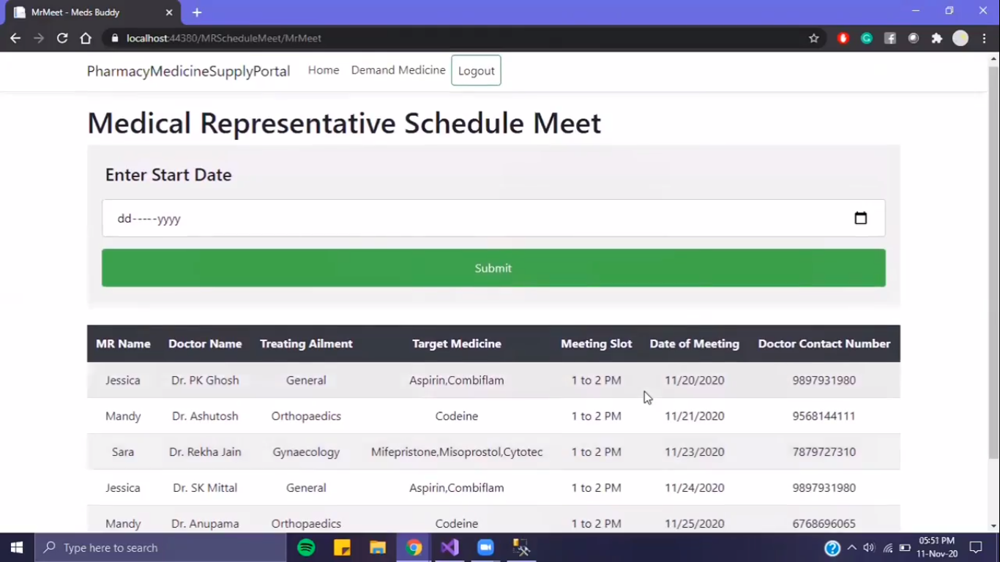 MrMeet - Meds Buddy
localhost:44380/MRScheduleMeet/MrMeet
PharmacyMedicineSupplyPortal Home Demand Medicine Logout
Medical Representative Schedule Meet
Enter Start Date
dd-----yyyy
Submit
MR Name Doctor Name Treating Ailment Target Medicine Meeting Slot Date of Meeting Doctor Contact Number
Jessica Dr. PK Ghosh General Aspirin,Combiflam 1 to 2 PM 11/20/2020 9897931980
Mandy Dr. Ashutosh Orthopaedics Codeine 1 to 2 PM 11/21/2020 9568144111
Sara Dr. Rekha Jain Gynaecology Mifepristone,Misoprostol,Cytotec 1 to 2 PM 11/23/2020 7879727310
Jessica Dr. SK Mittal General Aspirin,Combiflam 1 to 2 PM 11/24/2020 9897931980
Mandy Dr. Anupama Orthopaedics Codeine 1 to 2 PM 11/25/2020 6768696065
Type here to search
05:51 PM
11-Nov-20